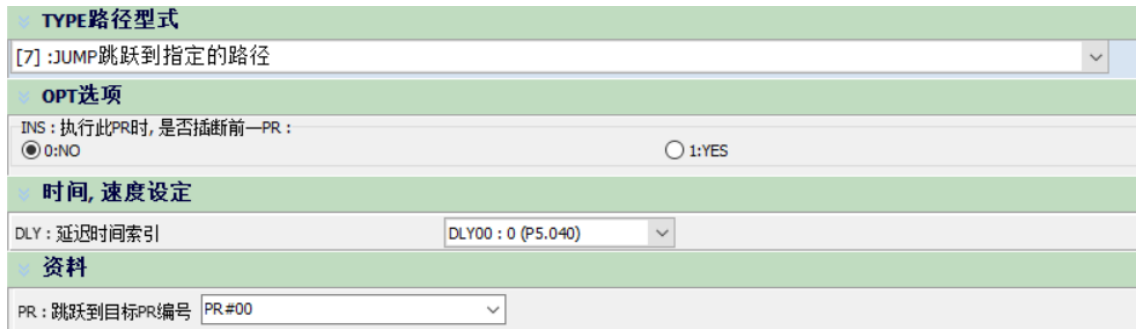 TYPE路径型式
[7] :JUMP跳跃到指定的路径
OPT选项
INS : 执行此PR时, 是否插断前一PR :
0:NO 1:YES
时间, 速度设定
DLY : 延迟时间索引 DLY00 : 0 (P5.040)
资料
PR : 跳跃到目标PR编号 PR#00